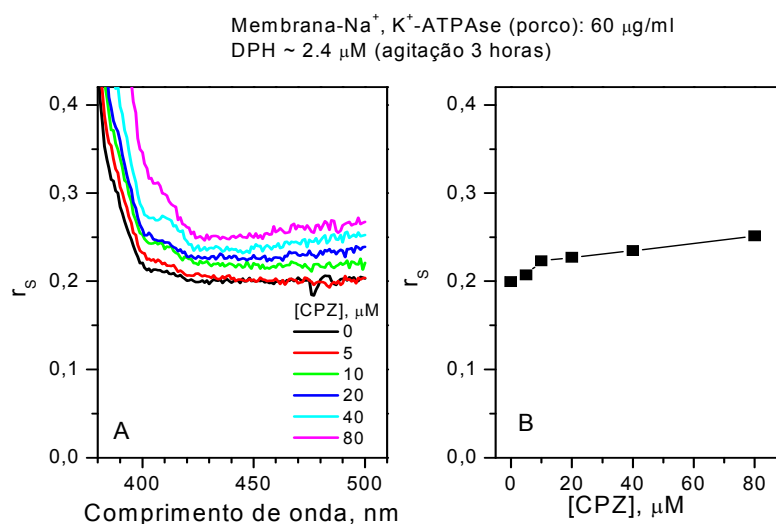 Membrana-Na⁺, K⁺-ATPAse (porco): 60 μg/ml
DPH ~ 2.4 μM (agitação 3 horas)
0,4
0,3
0,2
0,1
0,0
rₛ
[CPZ], μM
0
5
10
20
40
80
A
400
450
500
Comprimento de onda, nm
0,4
0,3
0,2
0,1
0,0
rₛ
B
0
20
40
60
80
[CPZ], μM